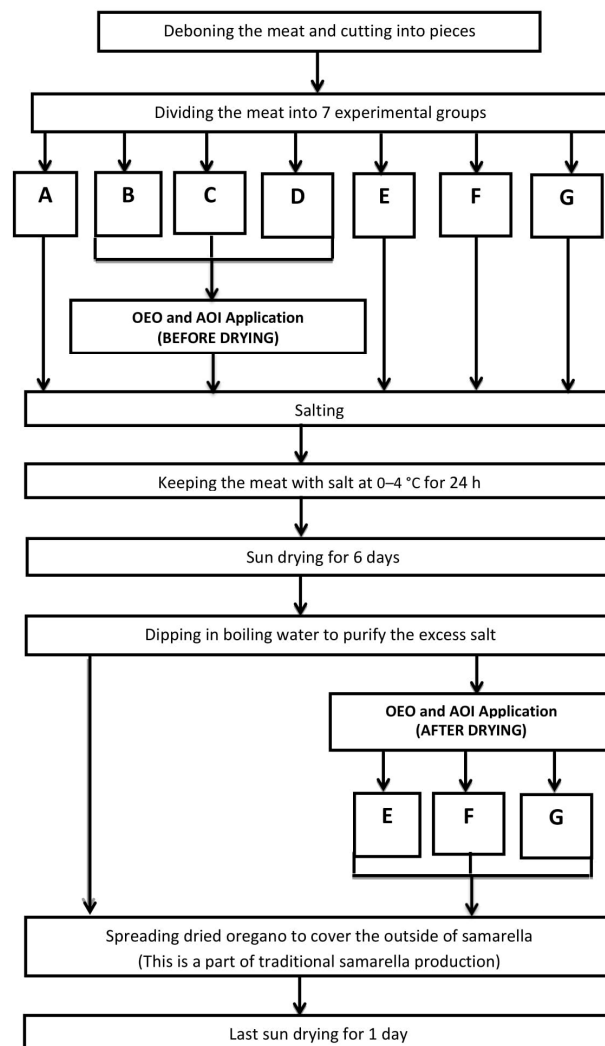 Deboning the meat and cutting into pieces
Dividing the meat into 7 experimental groups
A B C D E F G
OEO and AOI Application
(BEFORE DRYING)
Salting
Keeping the meat with salt at 0–4 °C for 24 h
Sun drying for 6 days
Dipping in boiling water to purify the excess salt
OEO and AOI Application
(AFTER DRYING)
E F G
Spreading dried oregano to cover the outside of samarella
(This is a part of traditional samarella production)
Last sun drying for 1 day